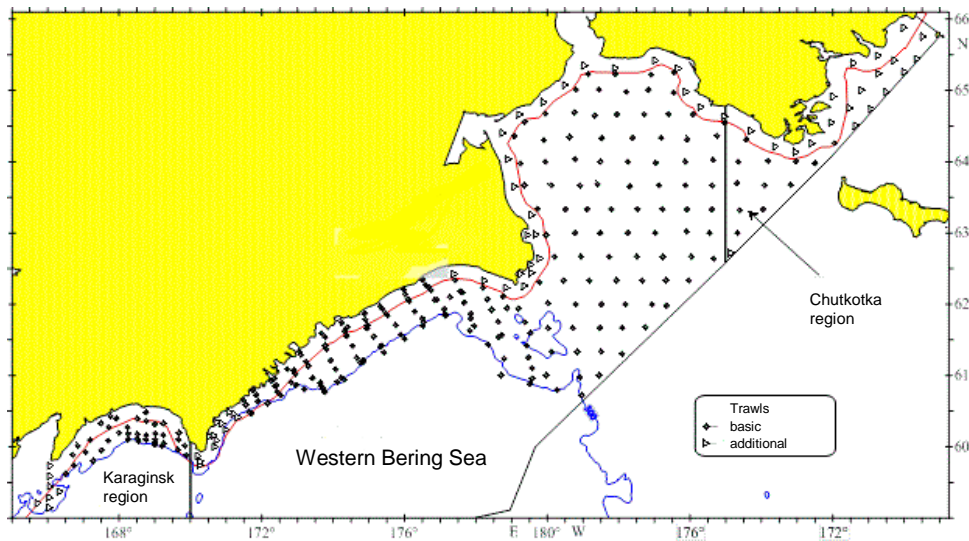 66
N
65
64
63
62
61
60
Chutkotka
region
Trawls
basic
additional
Western Bering Sea
Karaginsk
region
168°
172°
176°
E 180° W
176°
172°